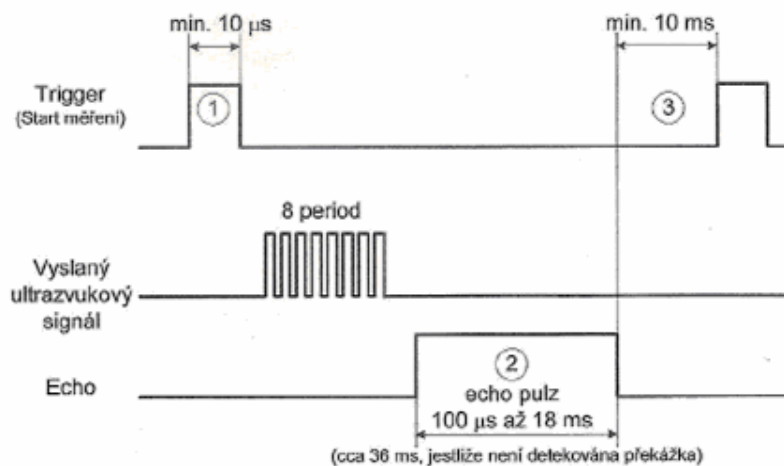 min. 10 µs
min. 10 ms
Trigger
(Start měření)
1
3
8 period
Vyslaný
ultrazvukový
signál
Echo
2
echo pulz
100 µs až 18 ms
(cca 36 ms, jestliže není detekována překážka)